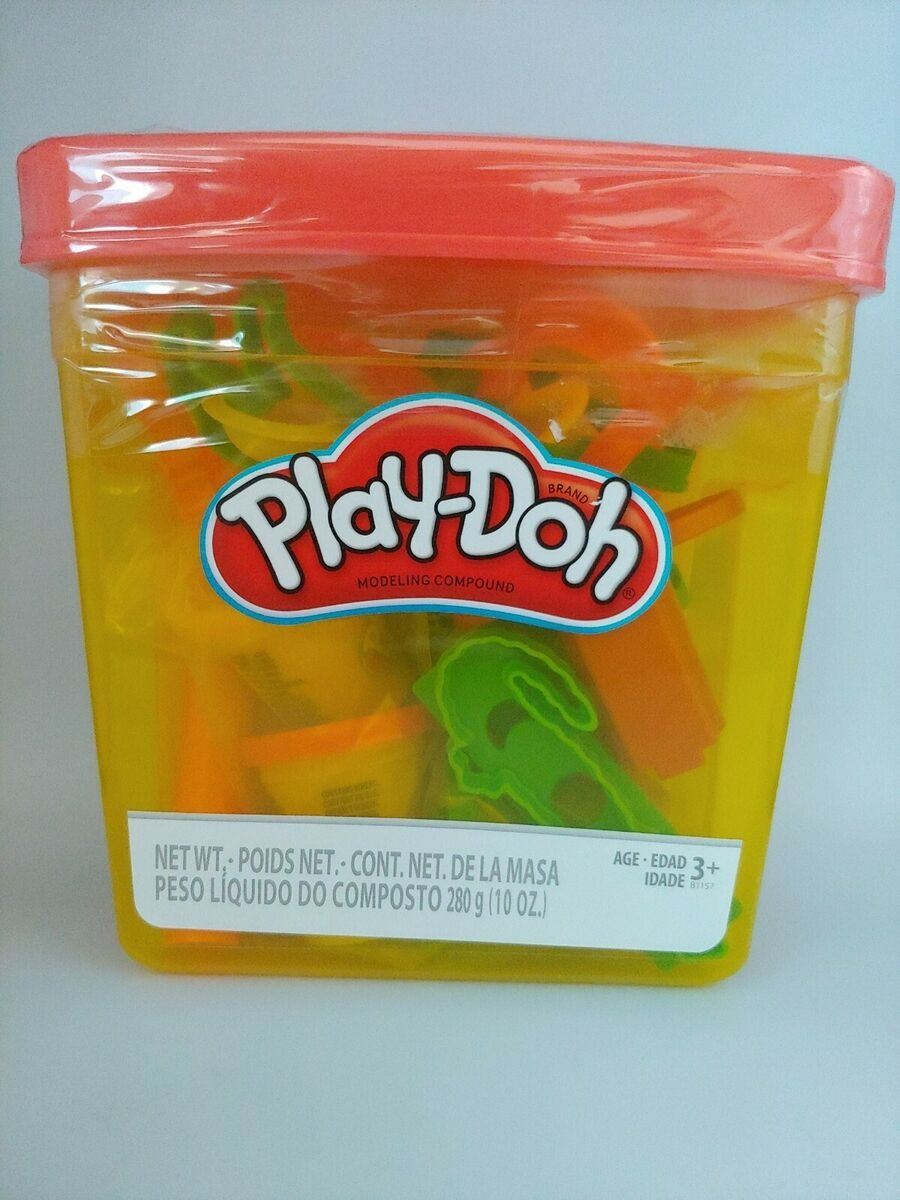 Play-Doh
BRAND
MODELING COMPOUND
®
NET WT.· POIDS NET.· CONT. NET. DE LA MASA
PESO LÍQUIDO DO COMPOSTO 280 g (10 OZ.)
AGE · EDAD 3+
IDADE B1157